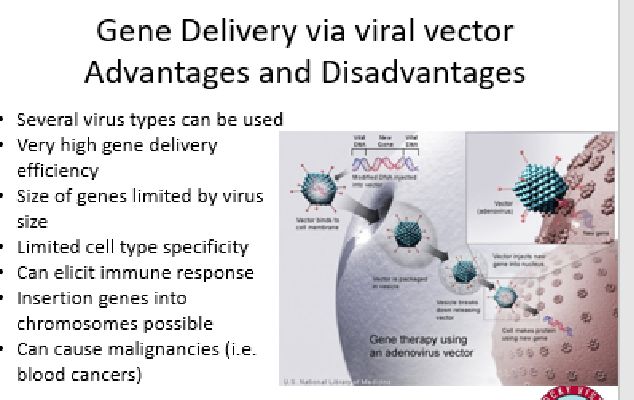 Gene Delivery via viral vector
Advantages and Disadvantages
• Several virus types can be used
• Very high gene delivery
efficiency
• Size of genes limited by virus
size
• Limited cell type specificity
• Can elicit immune response
• Insertion genes into
chromosomes possible
• Can cause malignancies (i.e.
blood cancers)
Viral
DNA
New
Gene
Viral
DNA
Modified DNA injected
into vector
Vector binds to
cell membrane
Vector is packaged
in vesicle
Vesicle breaks
down releasing
vector
Vector
(adenovirus)
New gene
Vector injects new
gene into nucleus
Cell makes protein
using new gene
Gene therapy using
an adenovirus vector
U.S. National Library of Medicine